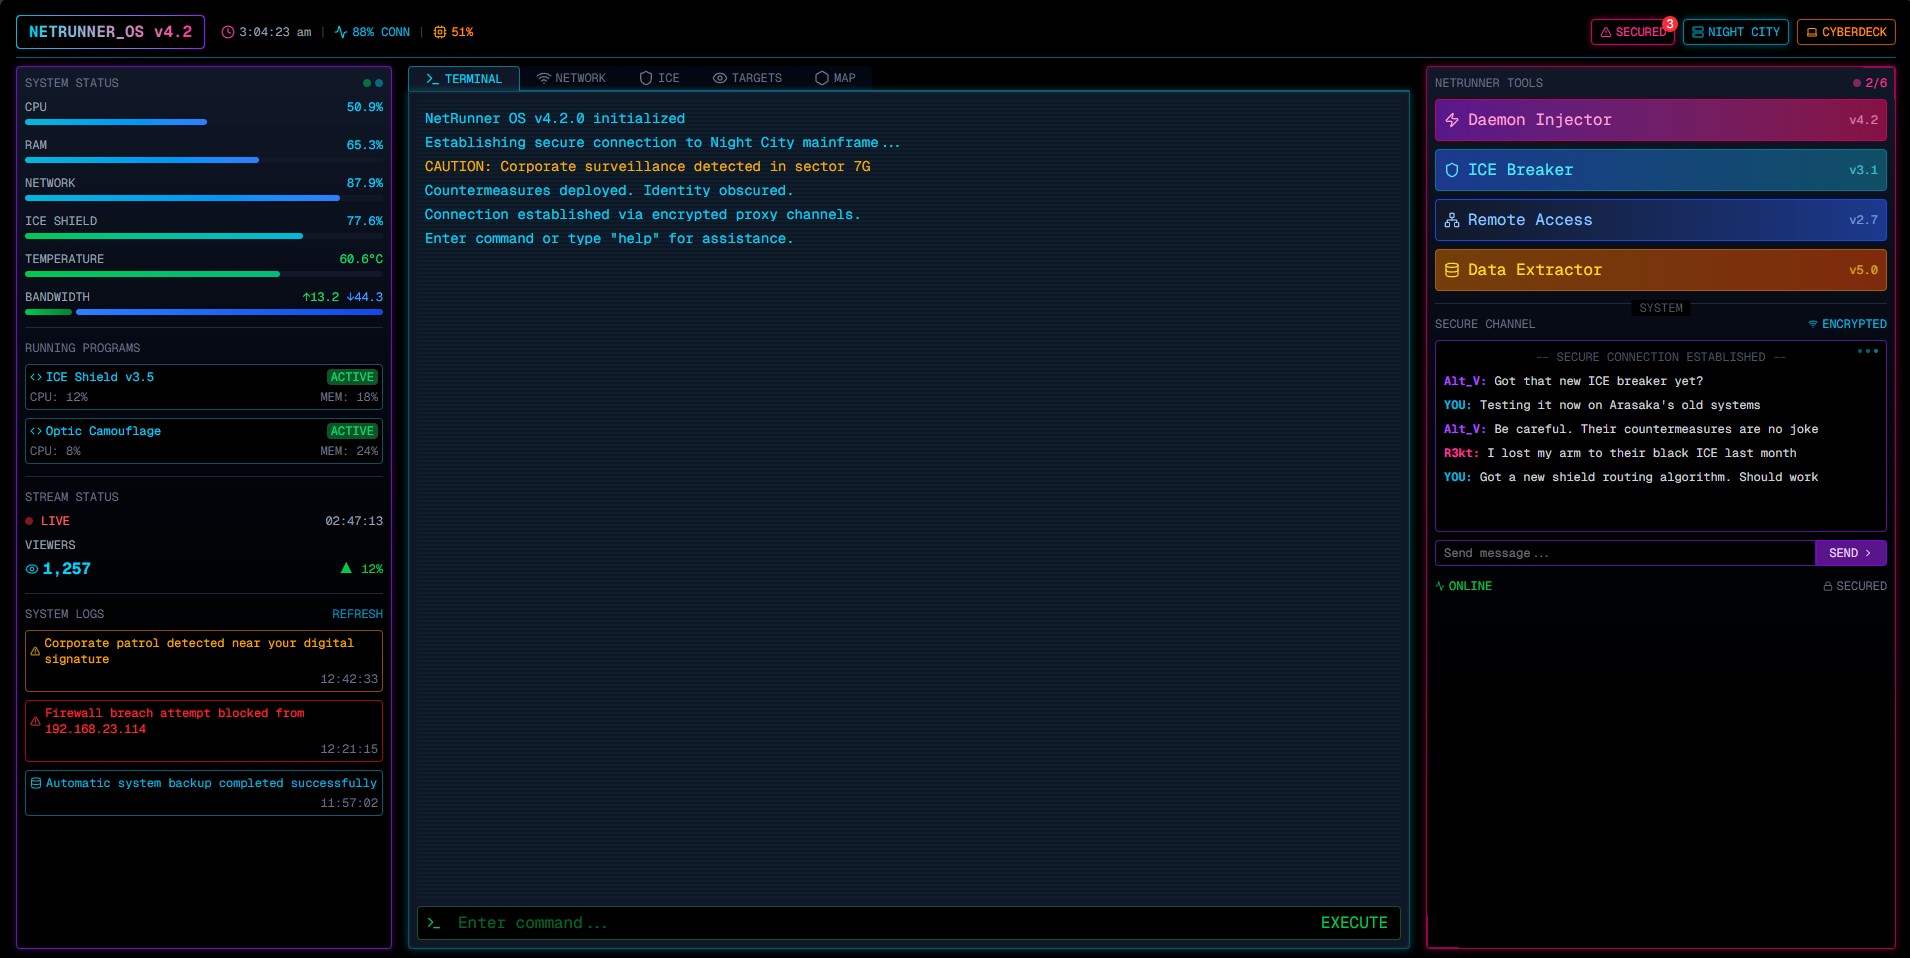 NETRUNNER_OS v4.2
3:04:23 am | 88% CONN | 51%
SECURED 3
NIGHT CITY
CYBERDECK
SYSTEM STATUS
CPU 50.9%
RAM 65.3%
NETWORK 87.9%
ICE SHIELD 77.6%
TEMPERATURE 60.6°C
BANDWIDTH ↑13.2 ↓44.3
RUNNING PROGRAMS
ICE Shield v3.5 ACTIVE
CPU: 12% MEM: 18%
Optic Camouflage ACTIVE
CPU: 8% MEM: 24%
STREAM STATUS
LIVE 02:47:13
VIEWERS
1,257 ▲ 12%
SYSTEM LOGS REFRESH
Corporate patrol detected near your digital
signature
12:42:33
Firewall breach attempt blocked from
192.168.23.114
12:21:15
Automatic system backup completed successfully
11:57:02
TERMINAL NETWORK ICE TARGETS MAP
NetRunner OS v4.2.0 initialized
Establishing secure connection to Night City mainframe...
CAUTION: Corporate surveillance detected in sector 7G
Countermeasures deployed. Identity obscured.
Connection established via encrypted proxy channels.
Enter command or type "help" for assistance.
Enter command... EXECUTE
NETRUNNER TOOLS 2/6
Daemon Injector v4.2
ICE Breaker v3.1
Remote Access v2.7
Data Extractor v5.0
SYSTEM
SECURE CHANNEL ENCRYPTED
-- SECURE CONNECTION ESTABLISHED --
Alt_V: Got that new ICE breaker yet?
YOU: Testing it now on Arasaka's old systems
Alt_V: Be careful. Their countermeasures are no joke
R3kt: I lost my arm to their black ICE last month
YOU: Got a new shield routing algorithm. Should work
Send message... SEND ›
ONLINE SECURED